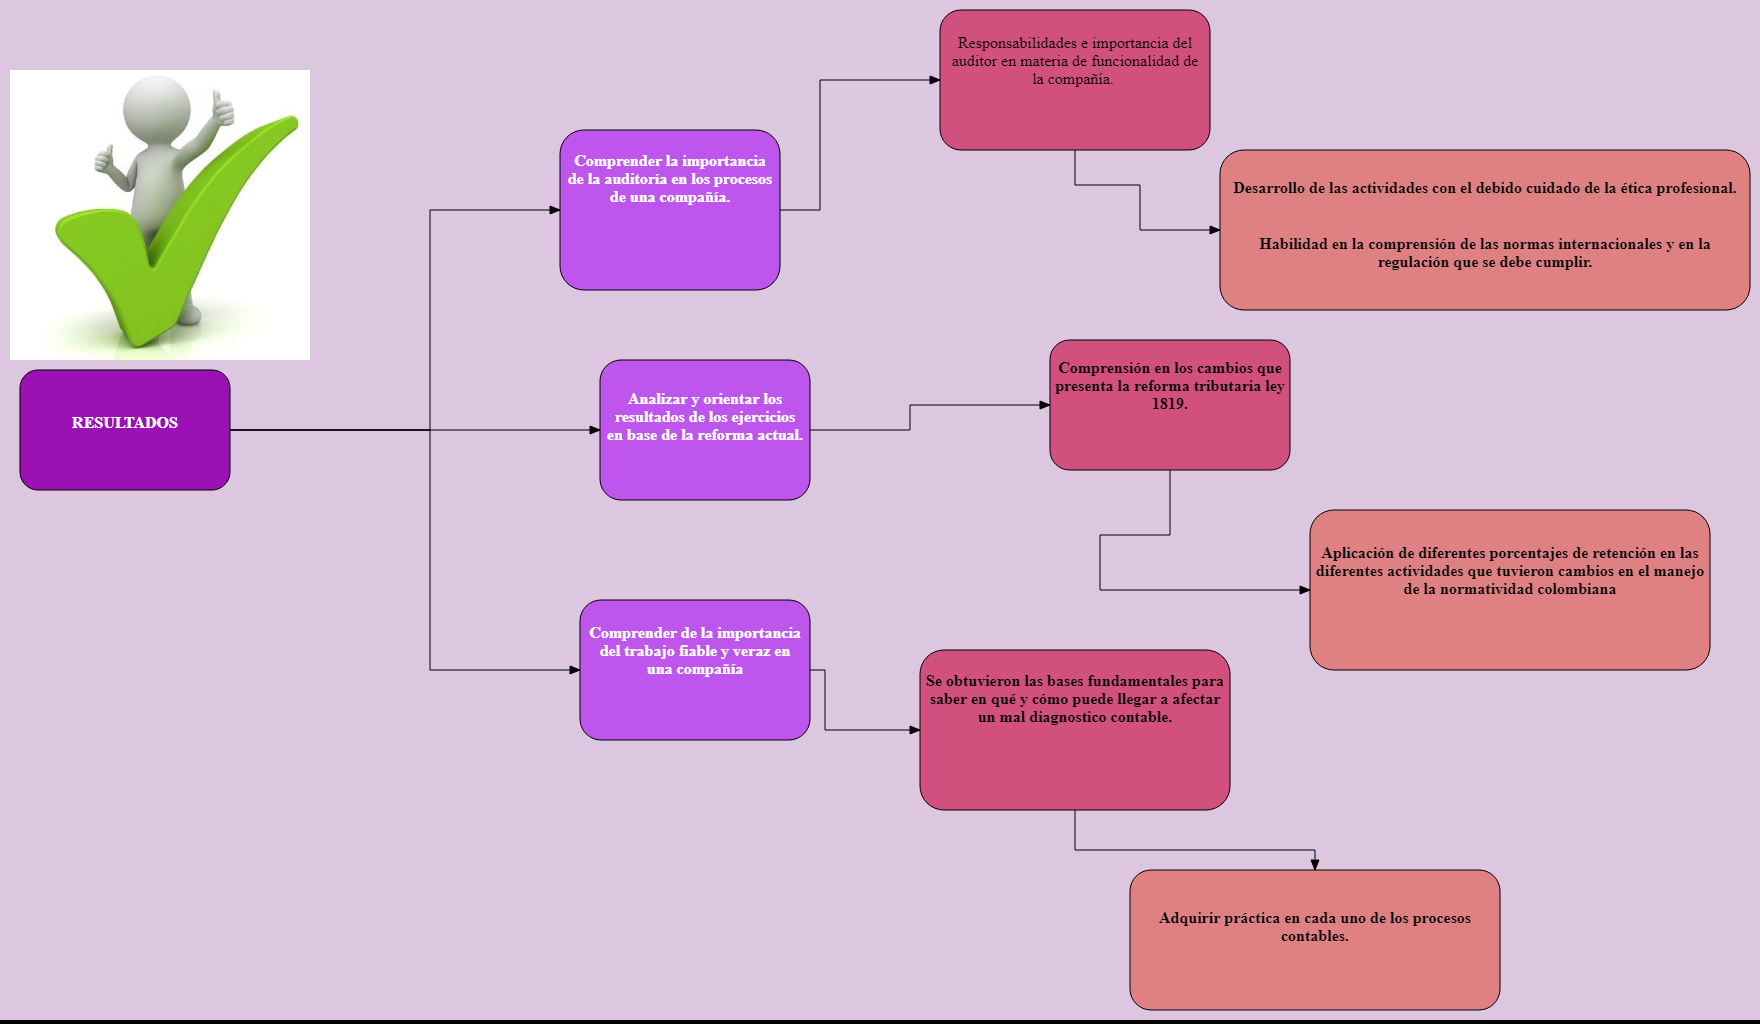 RESULTADOS
Comprender la importancia
de la auditoría en los procesos
de una compañía.
Responsabilidades e importancia del
auditor en materia de funcionalidad de
la compañía.
Desarrollo de las actividades con el debido cuidado de la ética profesional.
Habilidad en la comprensión de las normas internacionales y en la
regulación que se debe cumplir.
Analizar y orientar los
resultados de los ejercicios
en base de la reforma actual.
Comprensión en los cambios que
presenta la reforma tributaria ley
1819.
Aplicación de diferentes porcentajes de retención en las
diferentes actividades que tuvieron cambios en el manejo
de la normatividad colombiana
Comprender de la importancia
del trabajo fiable y veraz en
una compañía
Se obtuvieron las bases fundamentales para
saber en qué y cómo puede llegar a afectar
un mal diagnostico contable.
Adquirir práctica en cada uno de los procesos
contables.